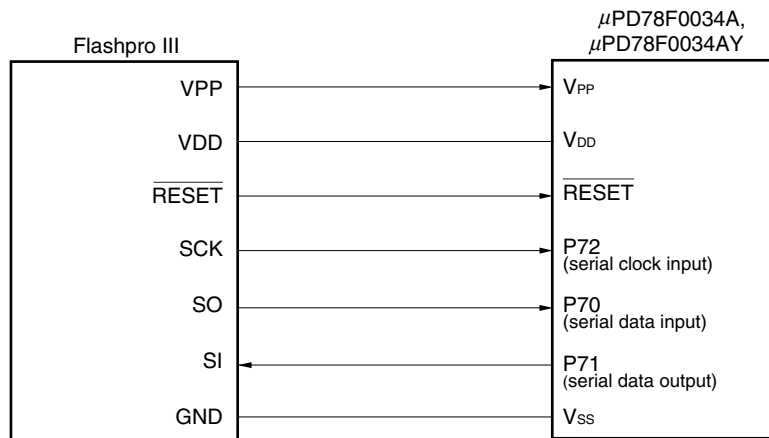 Flashpro III
μPD78F0034A,
μPD78F0034AY
VPP
VPP
VDD
VDD
RESET
RESET
SCK
P72
(serial clock input)
SO
P70
(serial data input)
SI
P71
(serial data output)
GND
VSS